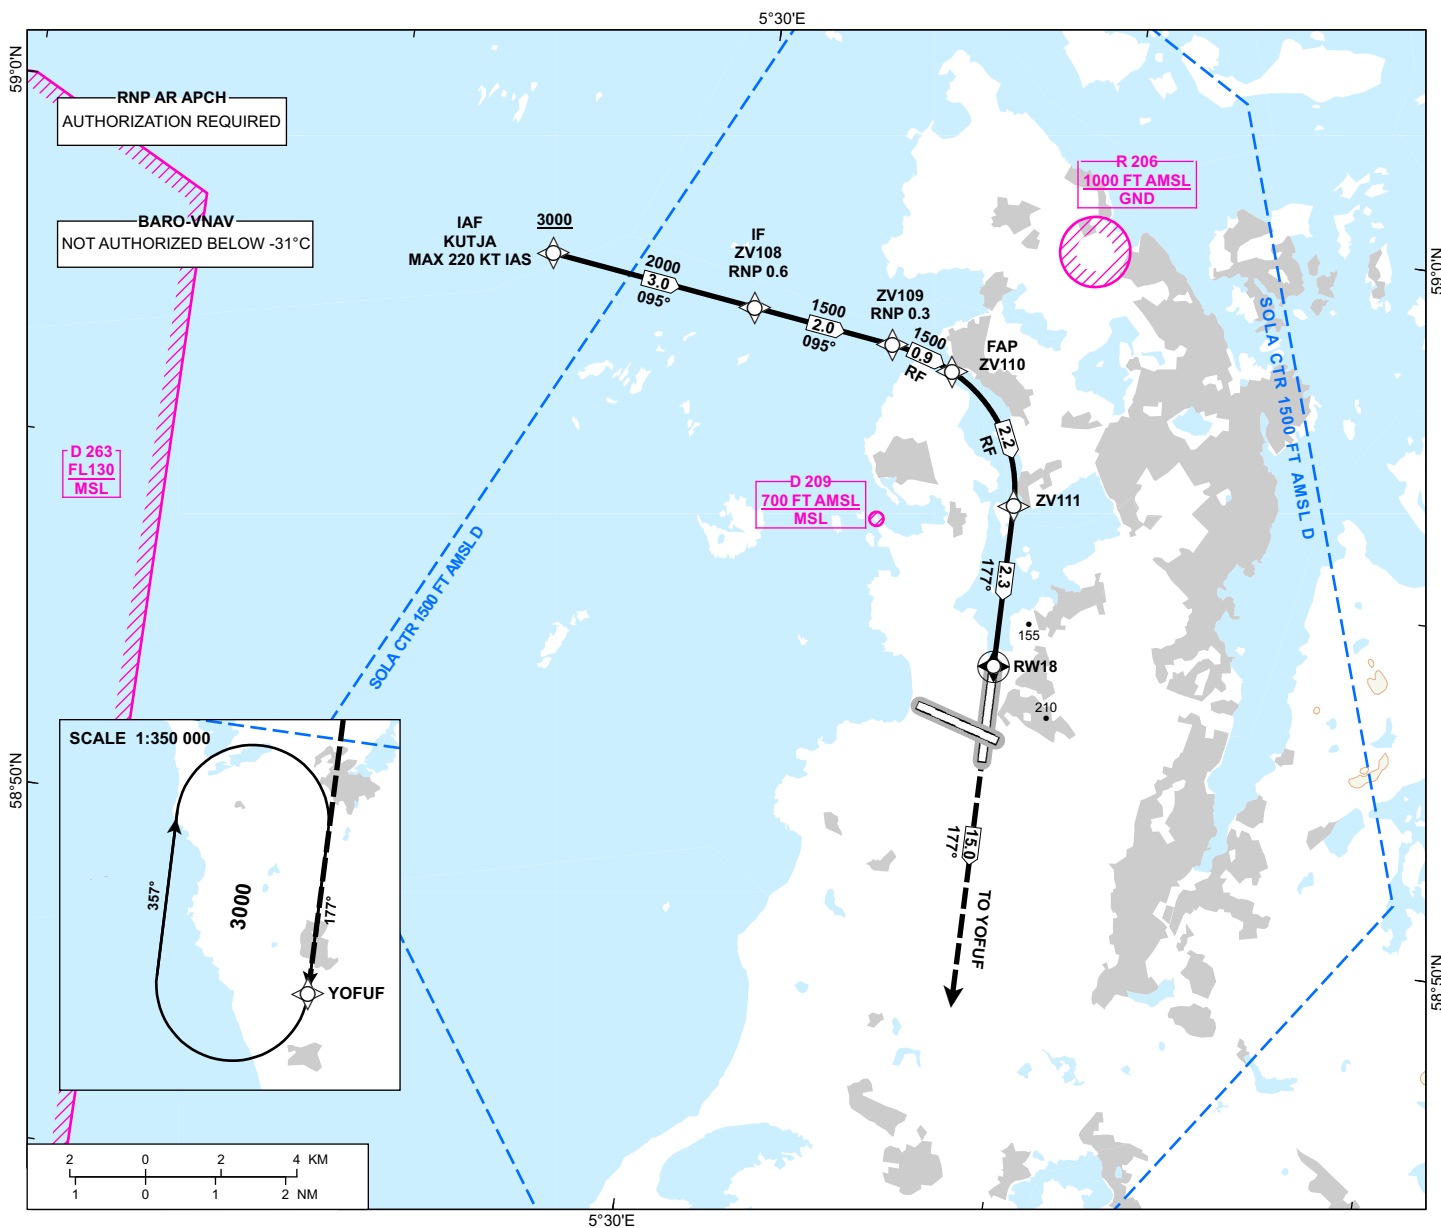 5°30'E
59°0'N
RNP AR APCH
AUTHORIZATION REQUIRED
BARO-VNAV
NOT AUTHORIZED BELOW -31°C
R 206
1000 FT AMSL
GND
IAF
KUTJA
MAX 220 KT IAS
3000
2000
3.0
095°
IF
ZV108
RNP 0.6
1500
2.0
095°
ZV109
RNP 0.3
1500
0.9
RF
FAP
ZV110
59°0'N
SOLA CTR 1500 FT AMSL D
2.2
RF
D 263
FL130
MSL
D 209
700 FT AMSL
MSL
ZV111
SOLA CTR 1500 FT AMSL D
2.3
177°
155
RW18
210
58°50'N
SCALE 1:350 000
357°
3000
177°
YOFUF
15.0
177°
TO YOFUF
58°50'N
2 0 2 4 KM
1 0 1 2 NM
5°30'E